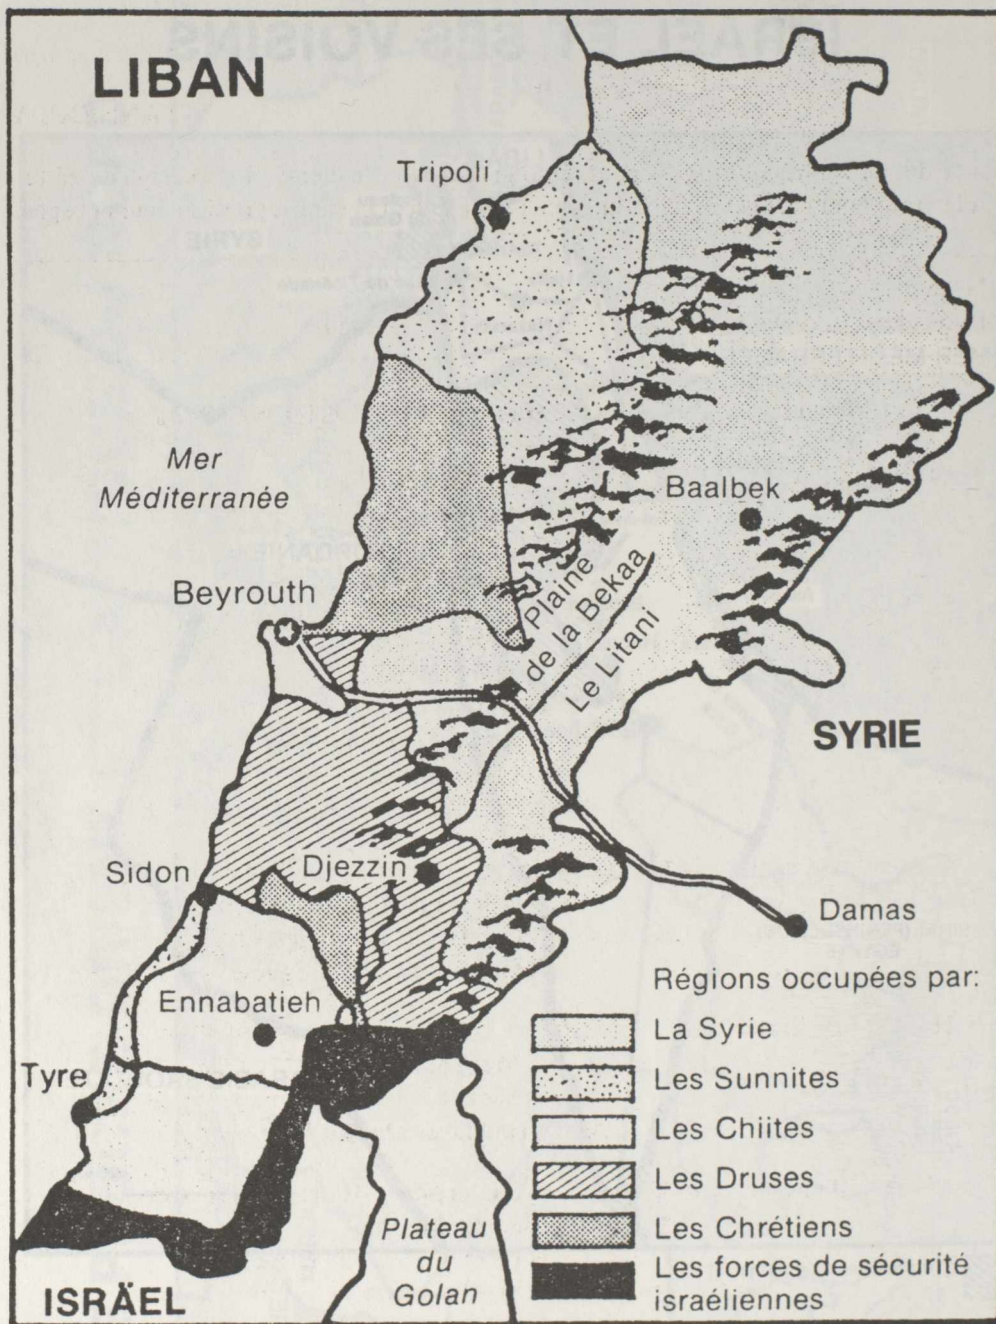 LIBAN
Tripoli
Mer
Méditerranée
Baalbek
Beyrouth
Plaine
de la Bekaa
Le Litani
SYRIE
Sidon
Djezzin
Damas
Ennabatieh
Tyre
Régions occupées par:
La Syrie
Les Sunnites
Les Chiites
Les Druses
Les Chrétiens
Les forces de sécurité
israéliennes
Plateau
du
Golan
ISRÄEL